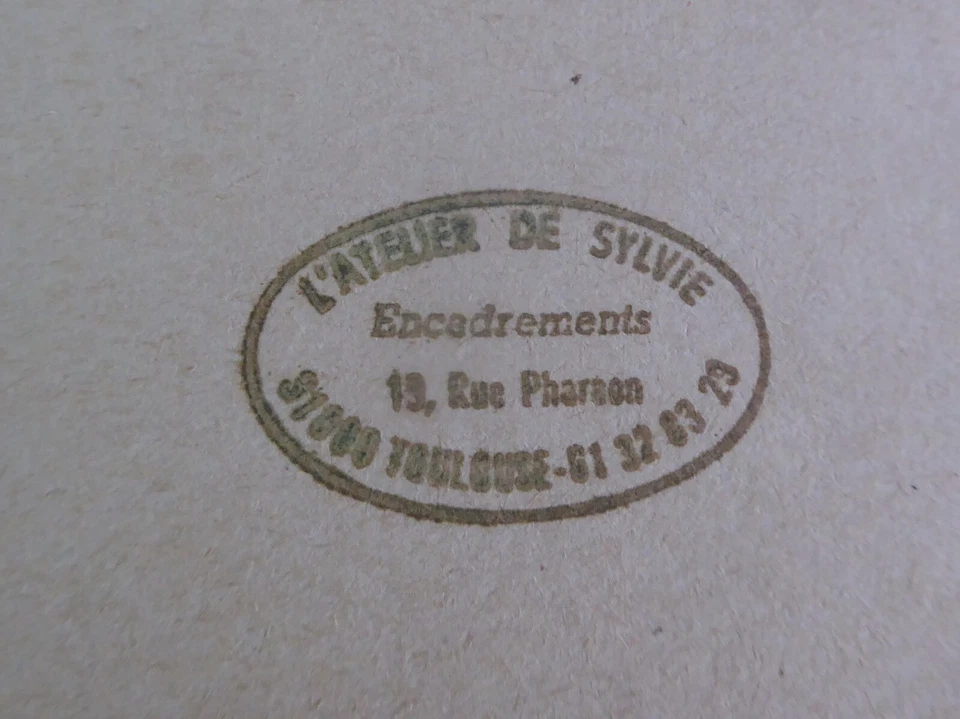 L'ATELIER DE SYLVIE
Encadrements
19, Rue Pharaon
31000 TOULOUSE-61 32 83 29